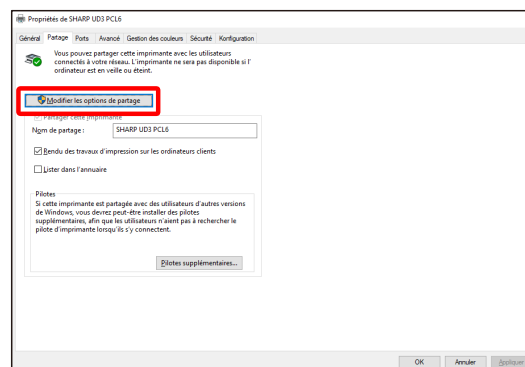 Propriétés de SHARP UD3 PCL6
Général Partage Ports Avancé Gestion des couleurs Sécurité Konfiguration
Vous pouvez partager cette imprimante avec les utilisateurs
connectés à votre réseau. L'imprimante ne sera pas disponible si l'
ordinateur est en veille ou éteint.
Modifier les options de partage
Partager cette imprimante
Nom de partage : SHARP UD3 PCL6
Rendu des travaux d'impression sur les ordinateurs clients
Lister dans l'annuaire
Pilotes
Si cette imprimante est partagée avec des utilisateurs d'autres versions
de Windows, vous devrez peut-être installer des pilotes
supplémentaires, afin que les utilisateurs n'aient pas à rechercher le
pilote d'imprimante lorsqu'ils s'y connectent.
Pilotes supplémentaires...
OK Annuler Appliquer